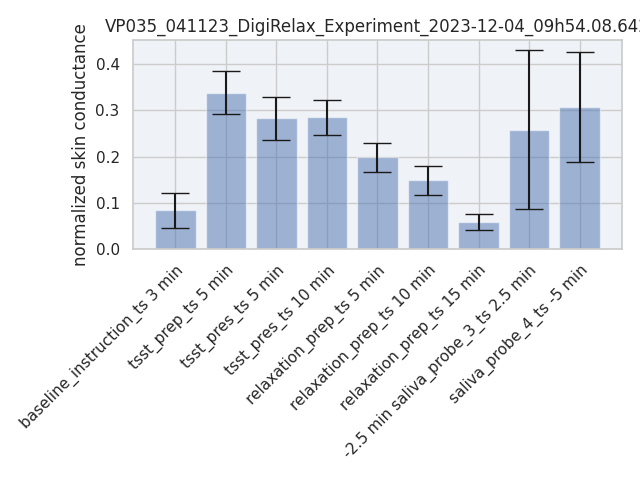 VP035_041123_DigiRelax_Experiment_2023-12-04_09h54.08.64
normalized skin conductance
0.4
0.3
0.2
0.1
0.0
baseline_instruction_ts 3 min
tsst_prep_ts 5 min
tsst_pres_ts 5 min
tsst_pres_ts 10 min
relaxation_prep_ts 5 min
relaxation_prep_ts 10 min
relaxation_prep_ts 15 min
-2.5 min saliva_probe_3_ts 2.5 min
saliva_probe_4_ts -5 min